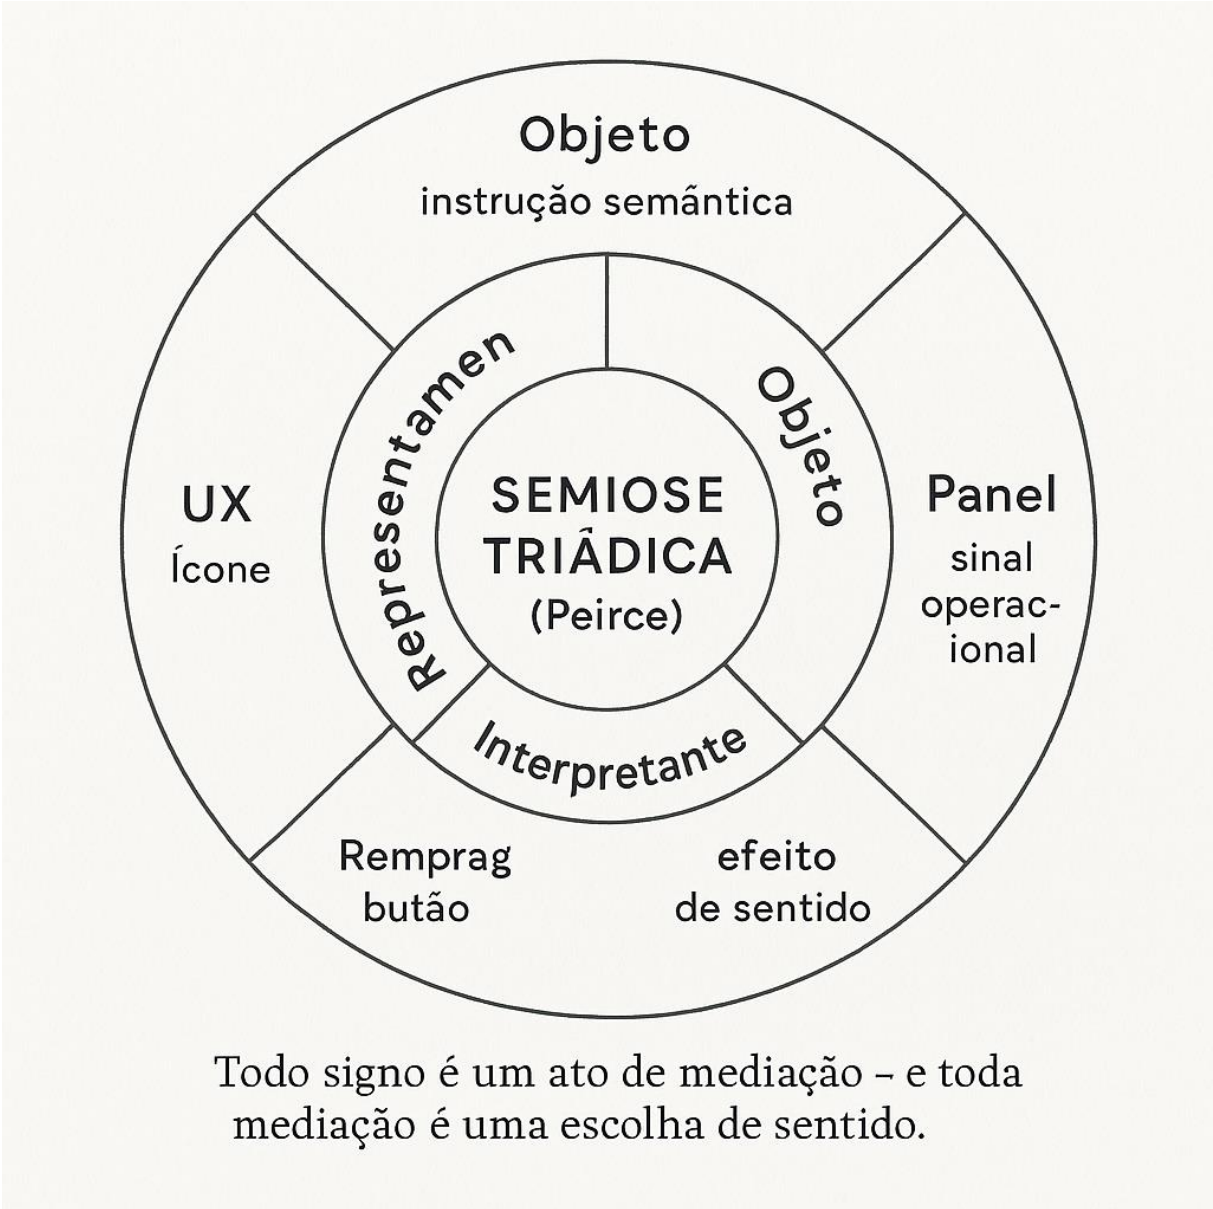 Objeto
instrução semántica
Representamen
Objeto
UX
Ícone
SEMIOSE
TRIÁDICA
(Peirce)
Panel
sinal
operac-
ional
Interpretante
Remprag
butão
efeito
de sentido
Todo signo é um ato de mediação – e toda
mediação é uma escolha de sentido.